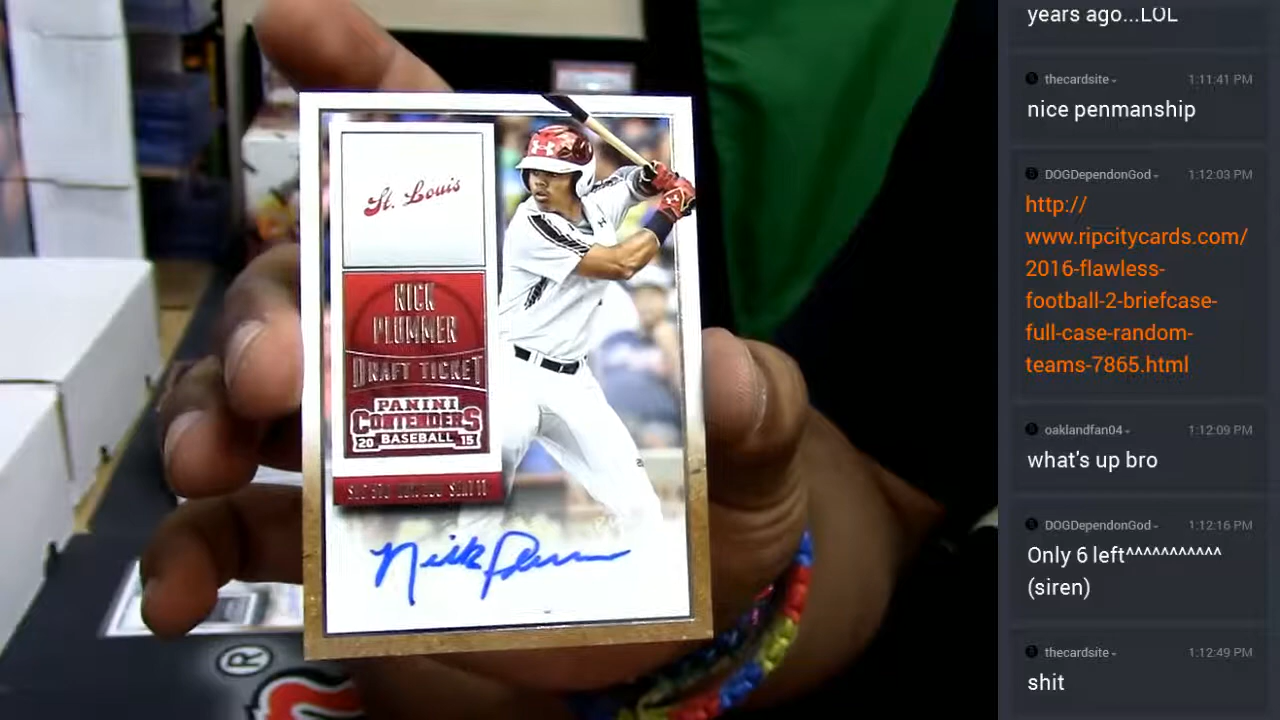 St. Louis
NICK
PLUMMER
DRAFT TICKET
PANINI
CONTENDERS
20 BASEBALL 15
Nick Plummer
®
years ago...LOL
thecardsite
1:11:41 PM
nice penmanship
DOGDependonGod
1:12:03 PM
http://
www.ripcitycards.com/
2016-flawless-
football-2-briefcase-
full-case-random-
teams-7865.html
oaklandfan04
1:12:09 PM
what's up bro
DOGDependonGod
1:12:16 PM
Only 6 left^^^^^^^^^^^
(siren)
thecardsite
1:12:49 PM
shit